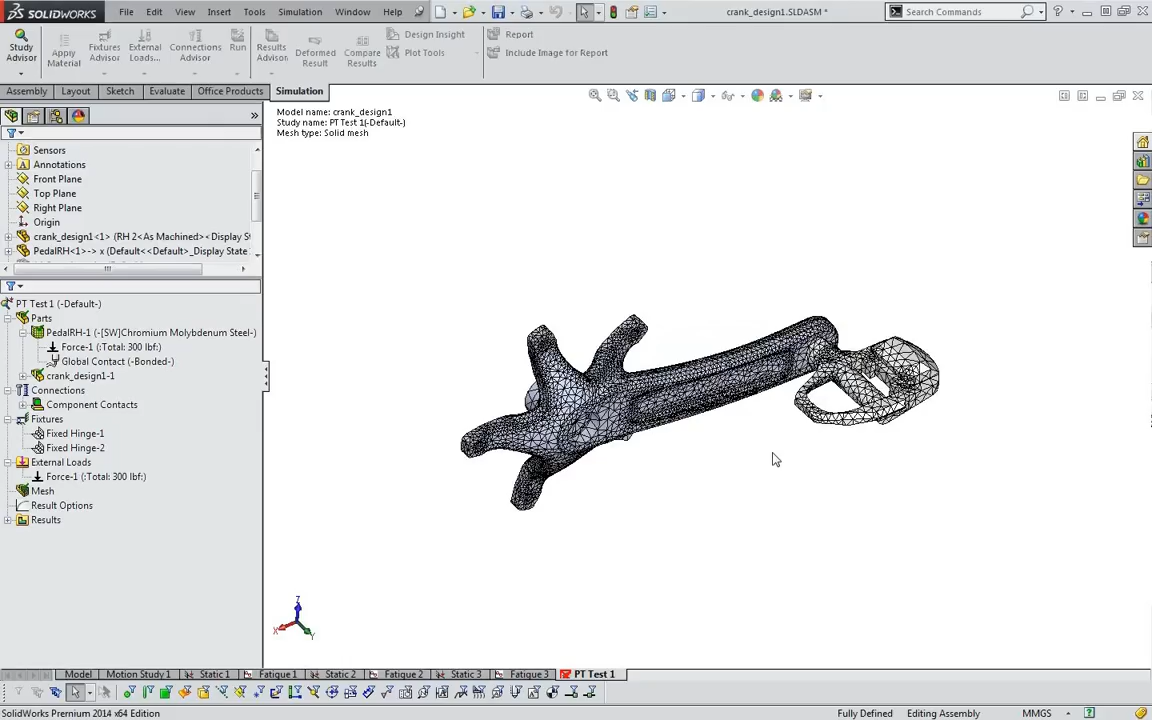 SOLIDWORKS File Edit View Insert Tools Simulation Window Help crank_design1.SLDASM * Search Commands
Study Advisor Apply Material Fixtures Advisor External Loads... Connections Advisor Run Results Advisor Deformed Result Compare Results Design Insight Plot Tools Report Include Image for Report
Assembly Layout Sketch Evaluate Office Products Simulation
Model name: crank_design1
Study name: PT Test 1(-Default-)
Mesh type: Solid mesh
Sensors
Annotations
Front Plane
Top Plane
Right Plane
Origin
crank_design1<1> (RH 2<As Machined><Display St
PedalRH<1>-> x (Default<<Default>_Display State
PT Test 1 (-Default-)
Parts
PedalRH-1 (-[SW]Chromium Molybdenum Steel-)
Force-1 (:Total: 300 lbf:)
Global Contact (-Bonded-)
crank_design1-1
Connections
Component Contacts
Fixtures
Fixed Hinge-1
Fixed Hinge-2
External Loads
Force-1 (:Total: 300 lbf:)
Mesh
Result Options
Results
Z
X
Y
Model Motion Study 1 Static 1 Fatigue 1 Static 2 Fatigue 2 Static 3 Fatigue 3 PT Test 1
SolidWorks Premium 2014 x64 Edition Fully Defined Editing Assembly MMGS